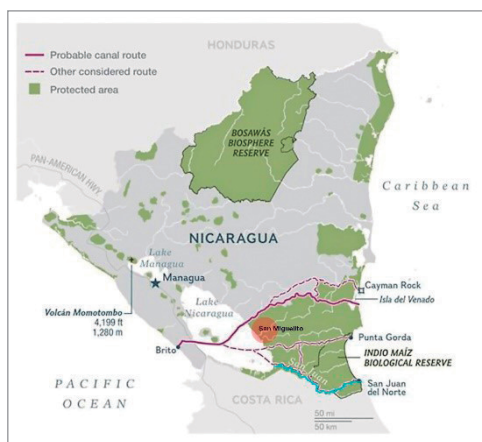 HONDURAS
Probable canal route
Other considered route
Protected area
BOSAWÁS
BIOSPHERE
RESERVE
PAN-AMERICAN HWY.
Caribbean
Sea
NICARAGUA
Lake
Managua
Managua
Cayman Rock
Isla del Venado
Lake
Nicaragua
Volcán Momotombo
4,199 ft
1,280 m
San Miguelito
Punta Gorda
Brito
INDIO MAÍZ
BIOLOGICAL RESERVE
San Juan
San Juan
del Norte
PACIFIC
OCEAN
COSTA RICA
50 mi
50 km